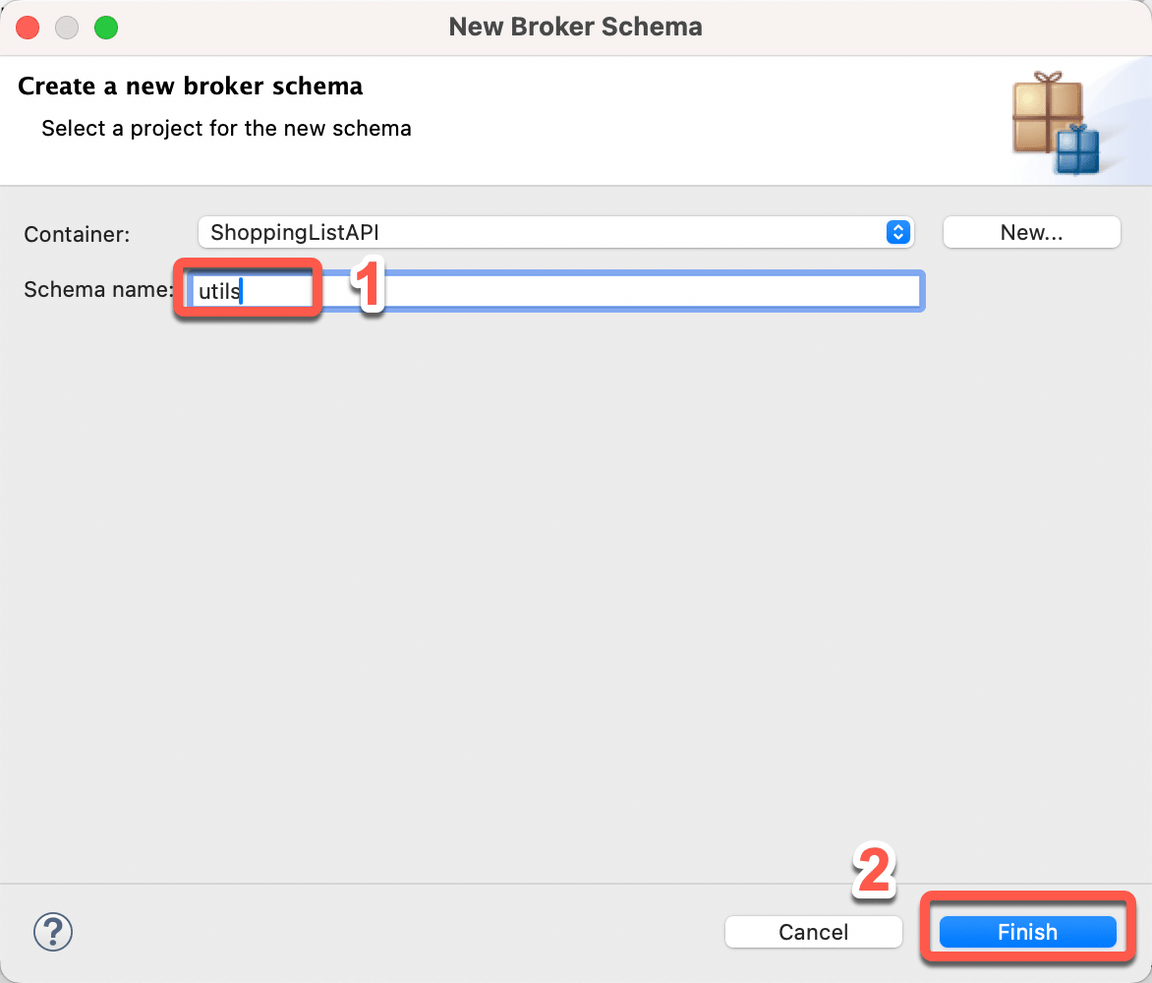 New Broker Schema
Create a new broker schema
Select a project for the new schema
Container: ShoppingListAPI New...
Schema name: utils 1
2
? Cancel Finish